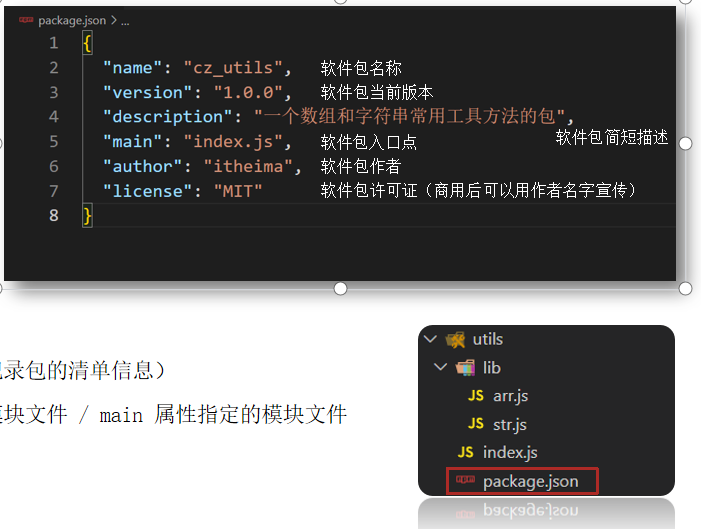 package.json > ...
1 {
2 "name": "cz_utils", 软件包名称
3 "version": "1.0.0", 软件包当前版本
4 "description": "一个数组和字符串常用工具方法的包",
软件包简短描述
5 "main": "index.js", 软件包入口点
6 "author": "itheima", 软件包作者
7 "license": "MIT" 软件包许可证（商用后可以用作者名字宣传）
8 }
录包的清单信息）
块文件 / main 属性指定的模块文件
utils
lib
JS arr.js
JS str.js
JS index.js
package.json